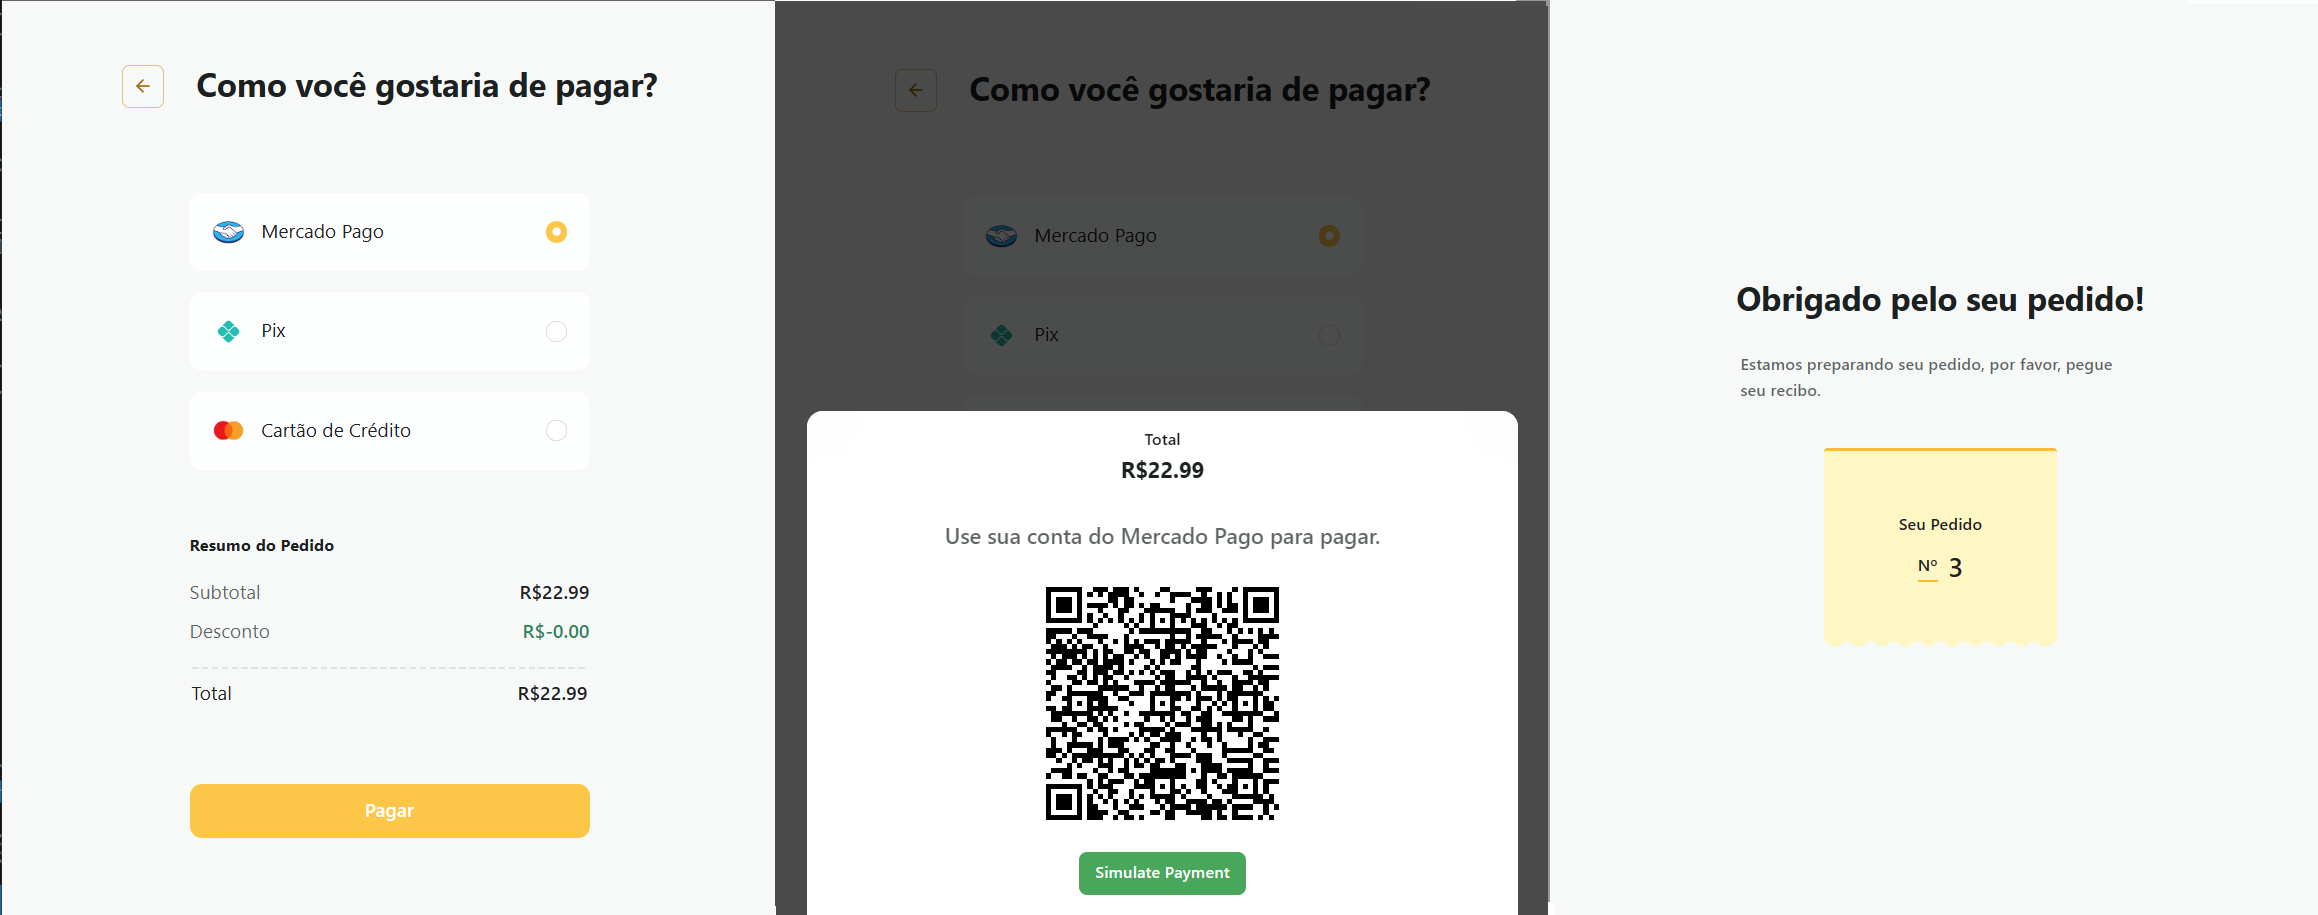 Como você gostaria de pagar?
Mercado Pago
Pix
Cartão de Crédito
Resumo do Pedido
Subtotal R$22.99
Desconto R$-0.00
Total R$22.99
Pagar
Como você gostaria de pagar?
Mercado Pago
Pix
Total
R$22.99
Use sua conta do Mercado Pago para pagar.
Simulate Payment
Obrigado pelo seu pedido!
Estamos preparando seu pedido, por favor, pegue
seu recibo.
Seu Pedido
Nº 3